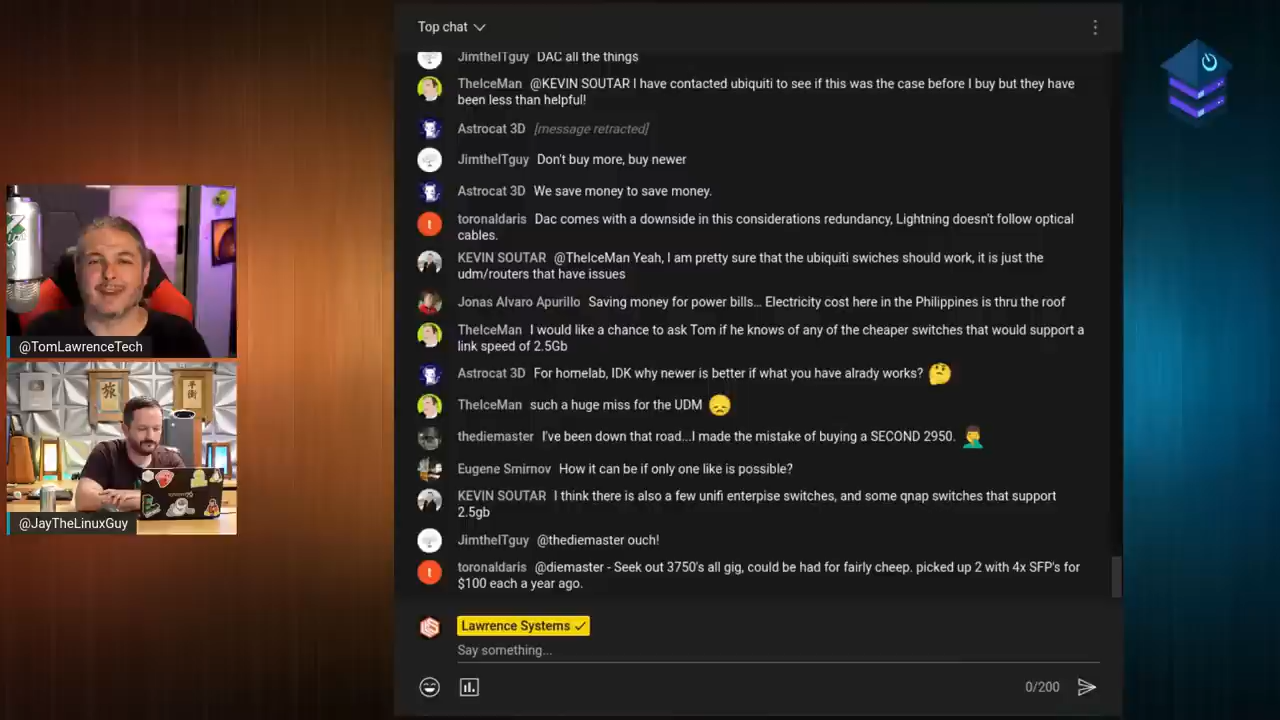 Top chat
JimtheITguy DAC all the things
TheIceMan @KEVIN SOUTAR I have contacted ubiquiti to see if this was the case before I buy but they have
been less than helpful!
Astrocat 3D [message retracted]
JimtheITguy Don't buy more, buy newer
Astrocat 3D We save money to save money.
toronaldaris Dac comes with a downside in this considerations redundancy, Lightning doesn't follow optical
cables.
KEVIN SOUTAR @TheIceMan Yeah, I am pretty sure that the ubiquiti swiches should work, it is just the
udm/routers that have issues
Jonas Alvaro Apurillo Saving money for power bills... Electricity cost here in the Philippines is thru the roof
TheIceMan I would like a chance to ask Tom if he knows of any of the cheaper switches that would support a
link speed of 2.5Gb
Astrocat 3D For homelab, IDK why newer is better if what you have alrady works? 🤔
TheIceMan such a huge miss for the UDM 😞
thediemaster I've been down that road...I made the mistake of buying a SECOND 2950. 🤦‍♂️
Eugene Smirnov How it can be if only one like is possible?
KEVIN SOUTAR I think there is also a few unifi enterpise switches, and some qnap switches that support
2.5gb
JimtheITguy @thediemaster ouch!
toronaldaris @diemaster - Seek out 3750's all gig, could be had for fairly cheep. picked up 2 with 4x SFP's for
$100 each a year ago.
Lawrence Systems ✓
Say something...
0/200
@TomLawrenceTech
@JayTheLinuxGuy